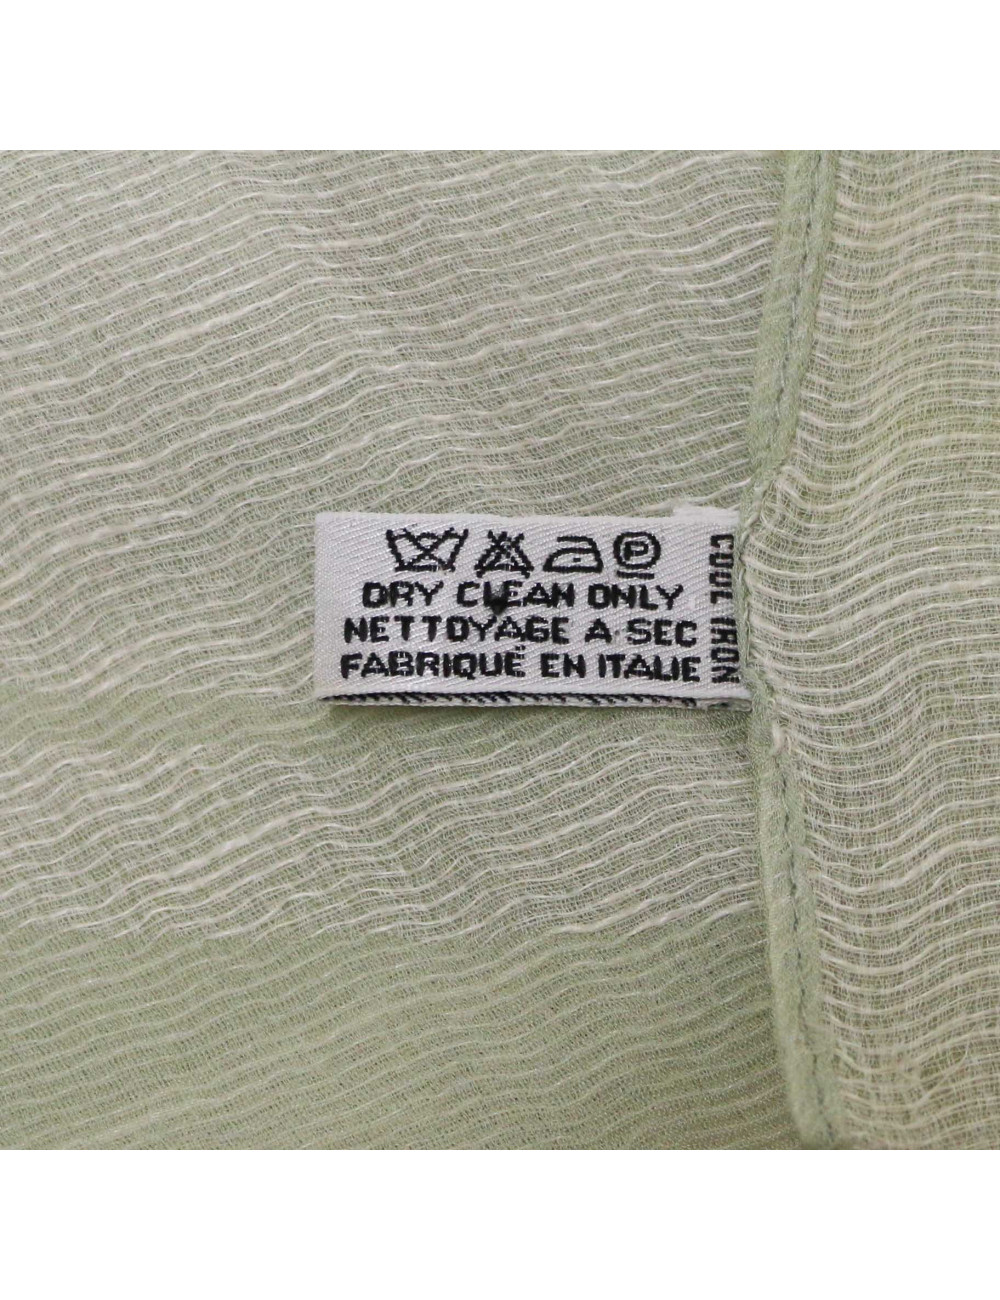 DRY CLEAN ONLY
NETTOYAGE A SEC
FABRIQUÉ EN ITALIE
COOL IRON